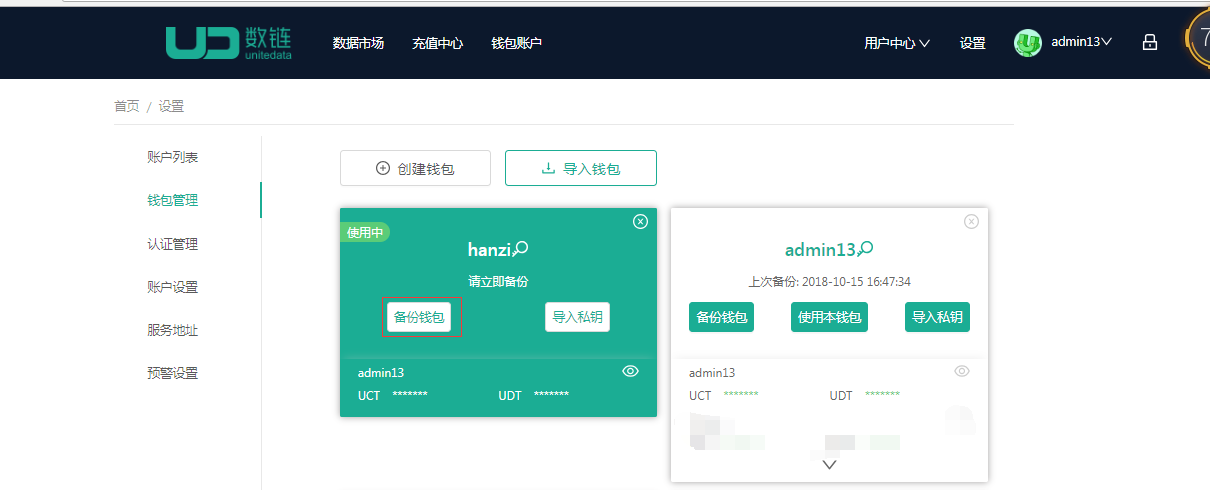 UD 数链 unitedata 数据市场 充值中心 钱包账户 用户中心 设置 admin13
首页 / 设置
账户列表
钱包管理
认证管理
账户设置
服务地址
预警设置
创建钱包 导入钱包
使用中
hanzi
请立即备份
备份钱包 导入私钥
admin13
UCT ******* UDT *******
admin13
上次备份: 2018-10-15 16:47:34
备份钱包 使用本钱包 导入私钥
admin13
UCT ******* UDT *******